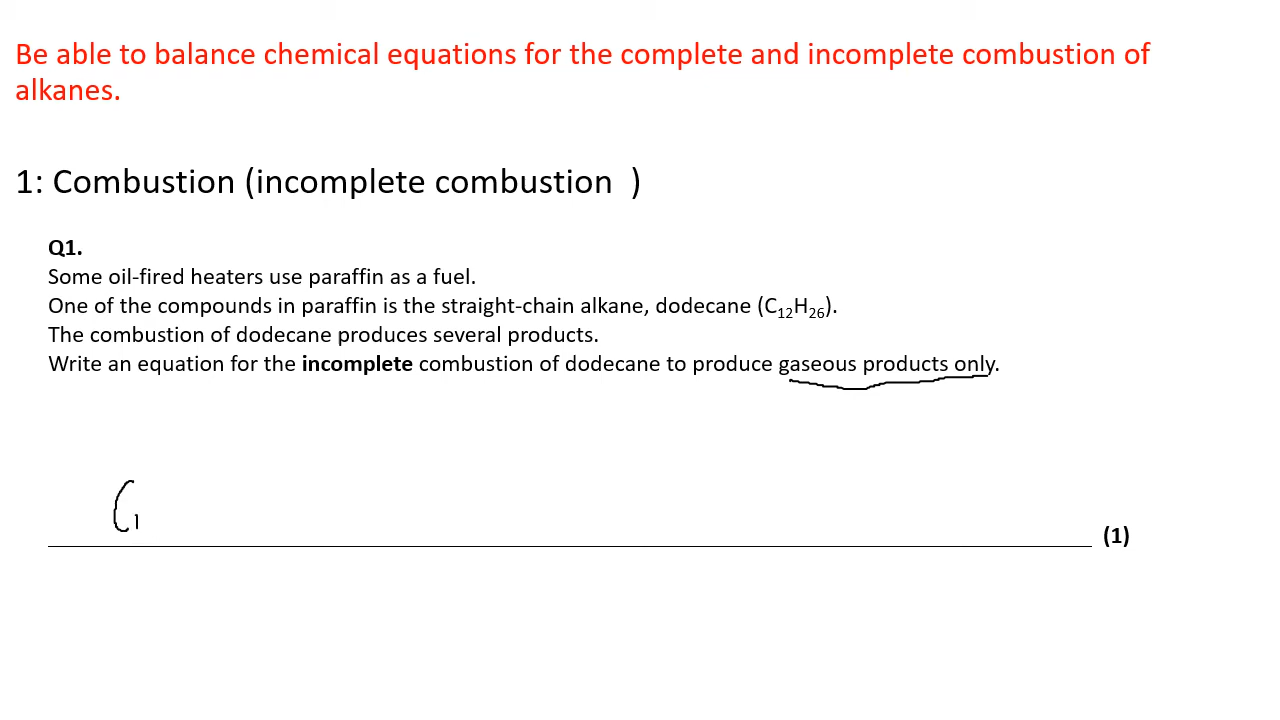 Be able to balance chemical equations for the complete and incomplete combustion of
alkanes.
1: Combustion (incomplete combustion )
Q1.
Some oil-fired heaters use paraffin as a fuel.
One of the compounds in paraffin is the straight-chain alkane, dodecane (C₁₂H₂₆).
The combustion of dodecane produces several products.
Write an equation for the incomplete combustion of dodecane to produce gaseous products only.
C₁
(1)